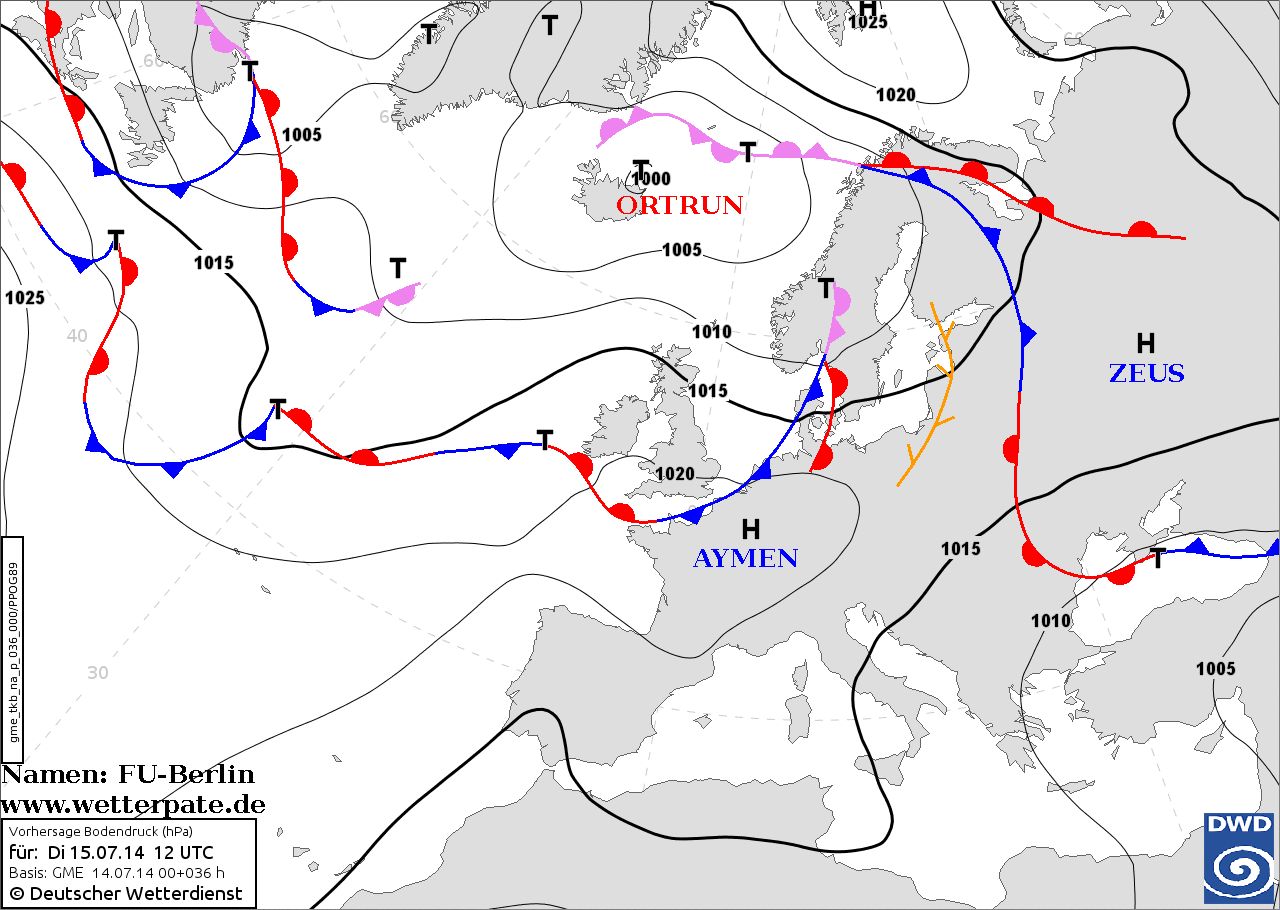 T
T
H
1025
66
66
T
1020
60
1005
T
T
1000
ORTRUN
T
1005
1015
T
T
1025
1010
40
H
ZEUS
1015
T
T
1020
H
AYMEN
1015
T
1010
30
1005
gme_tkb_na_p_036_000/PPOG89
Namen: FU-Berlin
www.wetterpate.de
Vorhersage Bodendruck (hPa)
für: Di 15.07.14 12 UTC
Basis: GME 14.07.14 00+036 h
© Deutscher Wetterdienst
DWD